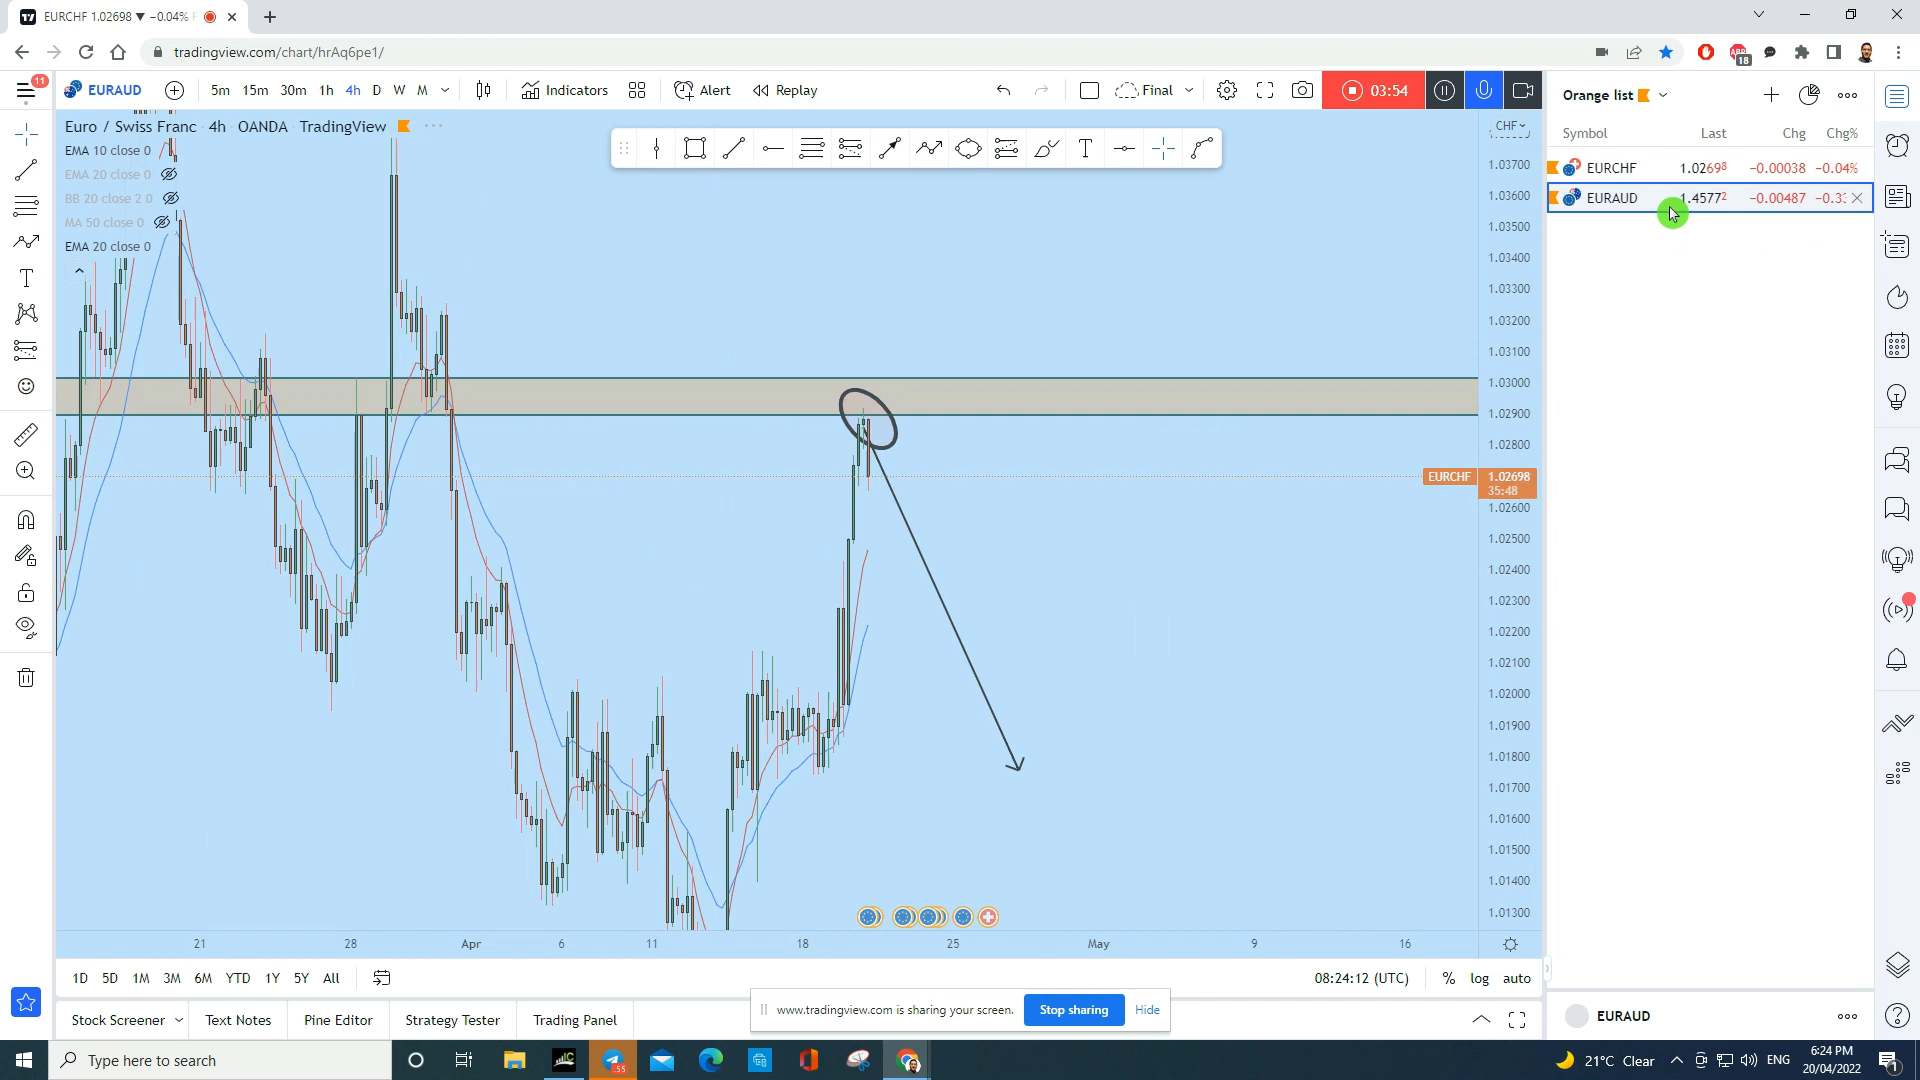 EURCHF 1.02698 ▼ −0.04%
tradingview.com/chart/hrAq6pe1/
18
11
EURAUD
5m 15m 30m 1h 4h D W M
Indicators
Alert
Replay
Final
03:54
Orange list
Symbol Last Chg Chg%
EURCHF 1.02698 −0.00038 −0.04%
EURAUD 1.45772 −0.00487
Euro / Swiss Franc 4h OANDA TradingView
EMA 10 close 0
EMA 20 close 0
BB 20 close 2 0
MA 50 close 0
EMA 20 close 0
CHF
1.03700
1.03600
1.03500
1.03400
1.03300
1.03200
1.03100
1.03000
1.02900
1.02800
EURCHF 1.02698
35:48
1.02600
1.02500
1.02400
1.02300
1.02200
1.02100
1.02000
1.01900
1.01800
1.01700
1.01600
1.01500
1.01400
1.01300
21 28 Apr 6 11 18 25 May 9 16
1D 5D 1M 3M 6M YTD 1Y 5Y All
08:24:12 (UTC) % log auto
www.tradingview.com is sharing your screen. Stop sharing Hide
Stock Screener Text Notes Pine Editor Strategy Tester Trading Panel
EURAUD
Type here to search
55
21°C Clear
ENG
6:24 PM
20/04/2022
1